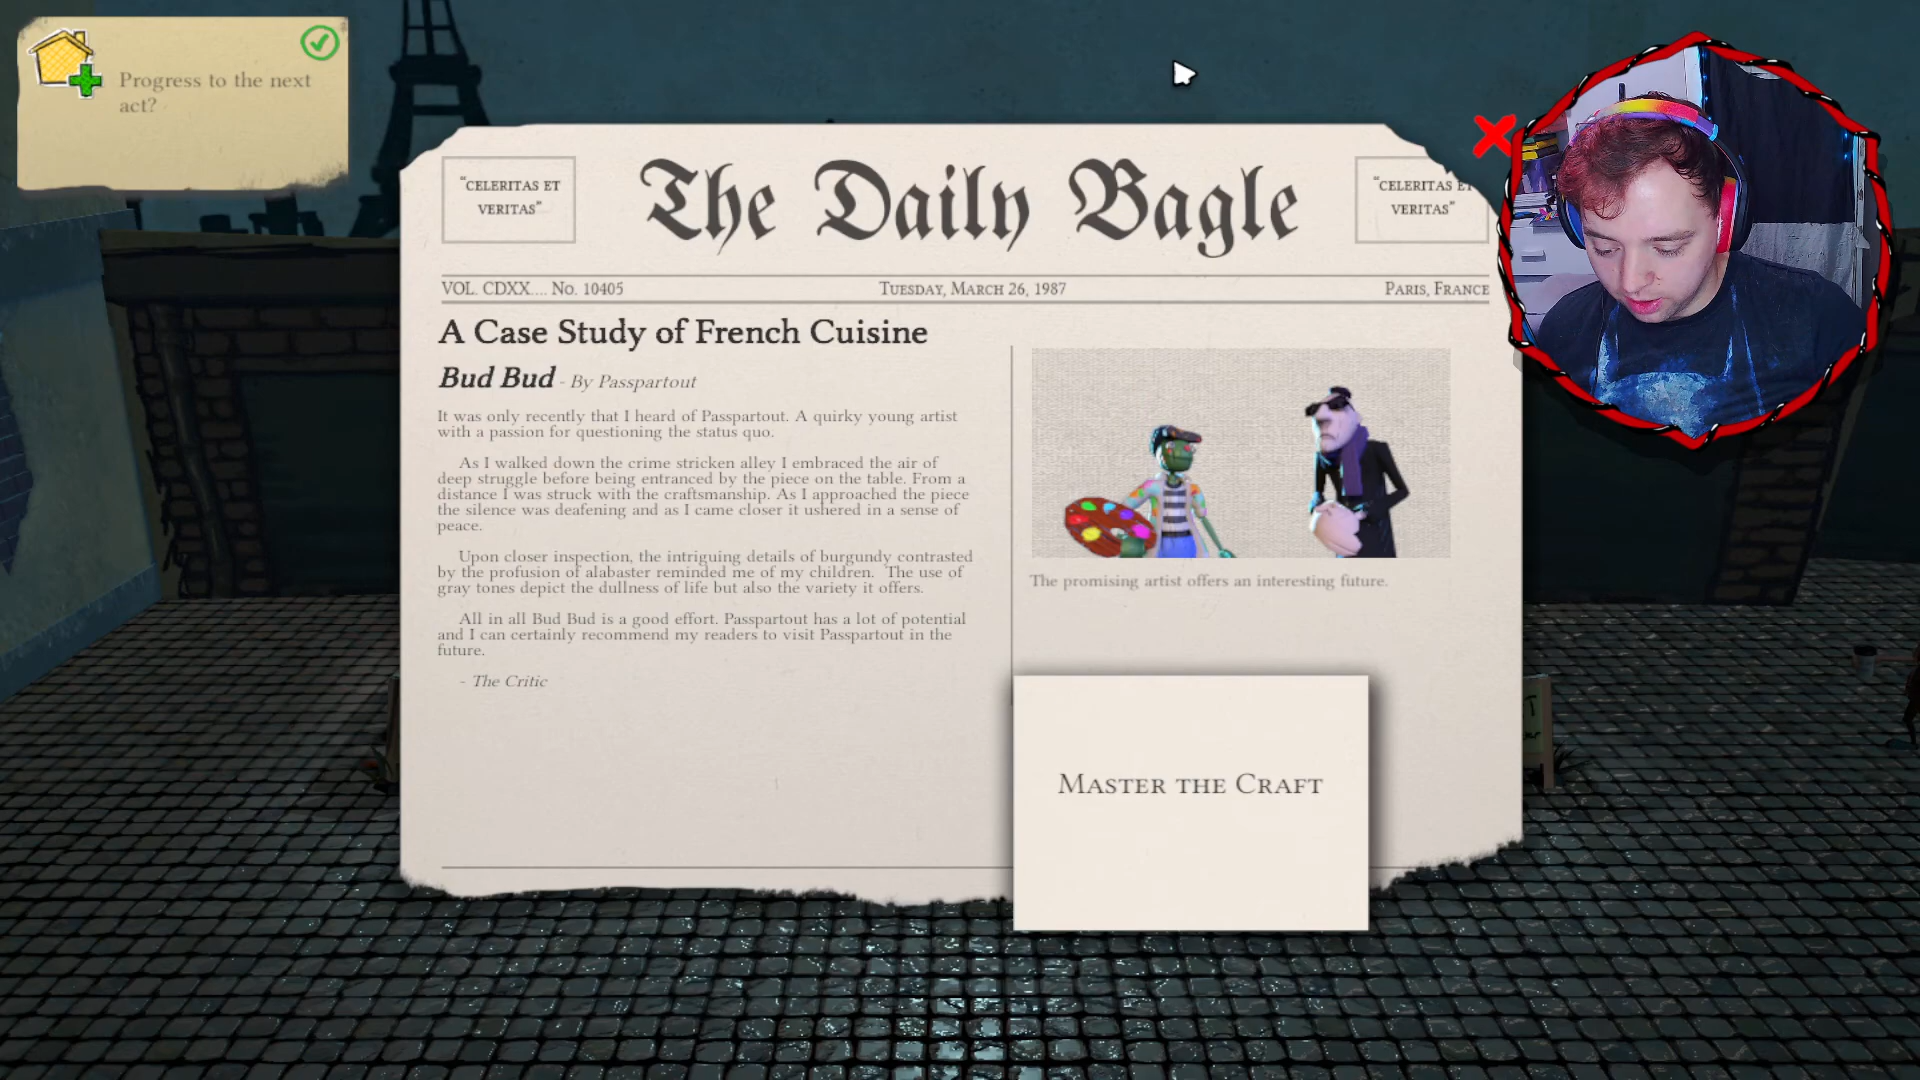 Progress to the next
act?
"CELERITAS ET
VERITAS"
The Daily Bagle
"CELERITAS ET
VERITAS"
VOL. CDXX.... No. 10405
TUESDAY, MARCH 26, 1987
PARIS, FRANCE
A Case Study of French Cuisine
Bud Bud - By Passpartout
It was only recently that I heard of Passpartout. A quirky young artist
with a passion for questioning the status quo.
As I walked down the crime stricken alley I embraced the air of
deep struggle before being entranced by the piece on the table. From a
distance I was struck with the craftsmanship. As I approached the piece
the silence was deafening and as I came closer it ushered in a sense of
peace.
Upon closer inspection, the intriguing details of burgundy contrasted
by the profusion of alabaster reminded me of my children. The use of
gray tones depict the dullness of life but also the variety it offers.
All in all Bud Bud is a good effort. Passpartout has a lot of potential
and I can certainly recommend my readers to visit Passpartout in the
future.
- The Critic
The promising artist offers an interesting future.
MASTER THE CRAFT